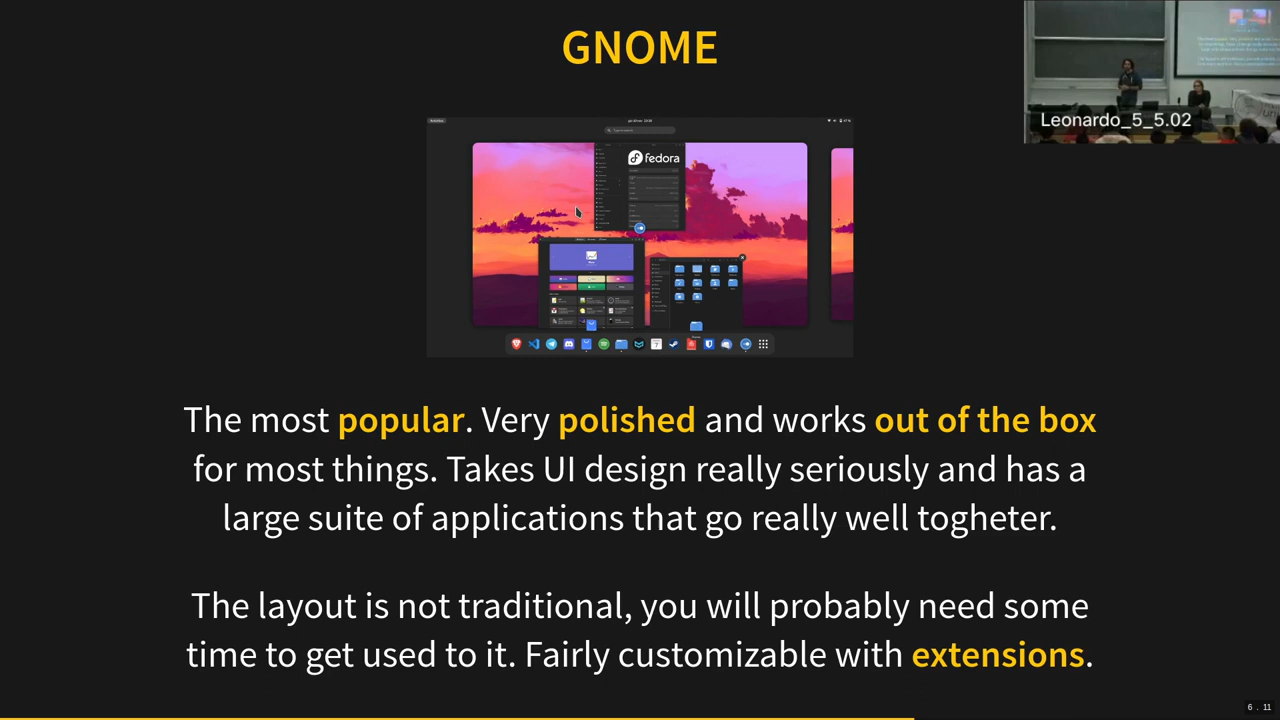 GNOME
Leonardo_5_5.02
fedora
The most popular. Very polished and works out of the box
for most things. Takes UI design really seriously and has a
large suite of applications that go really well togheter.
The layout is not traditional, you will probably need some
time to get used to it. Fairly customizable with extensions.
6 . 11